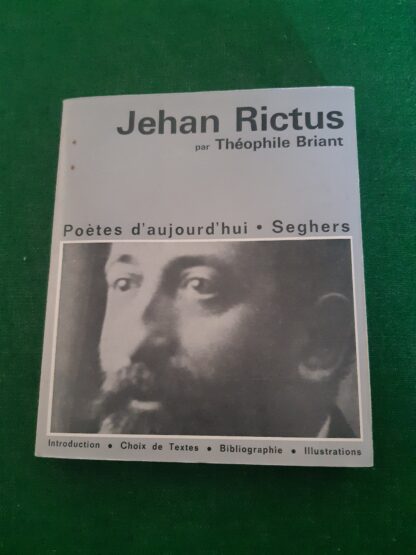 Jehan Rictus
par Théophile Briant
Poètes d'aujourd'hui • Seghers
Introduction • Choix de Textes • Bibliographie • Illustrations